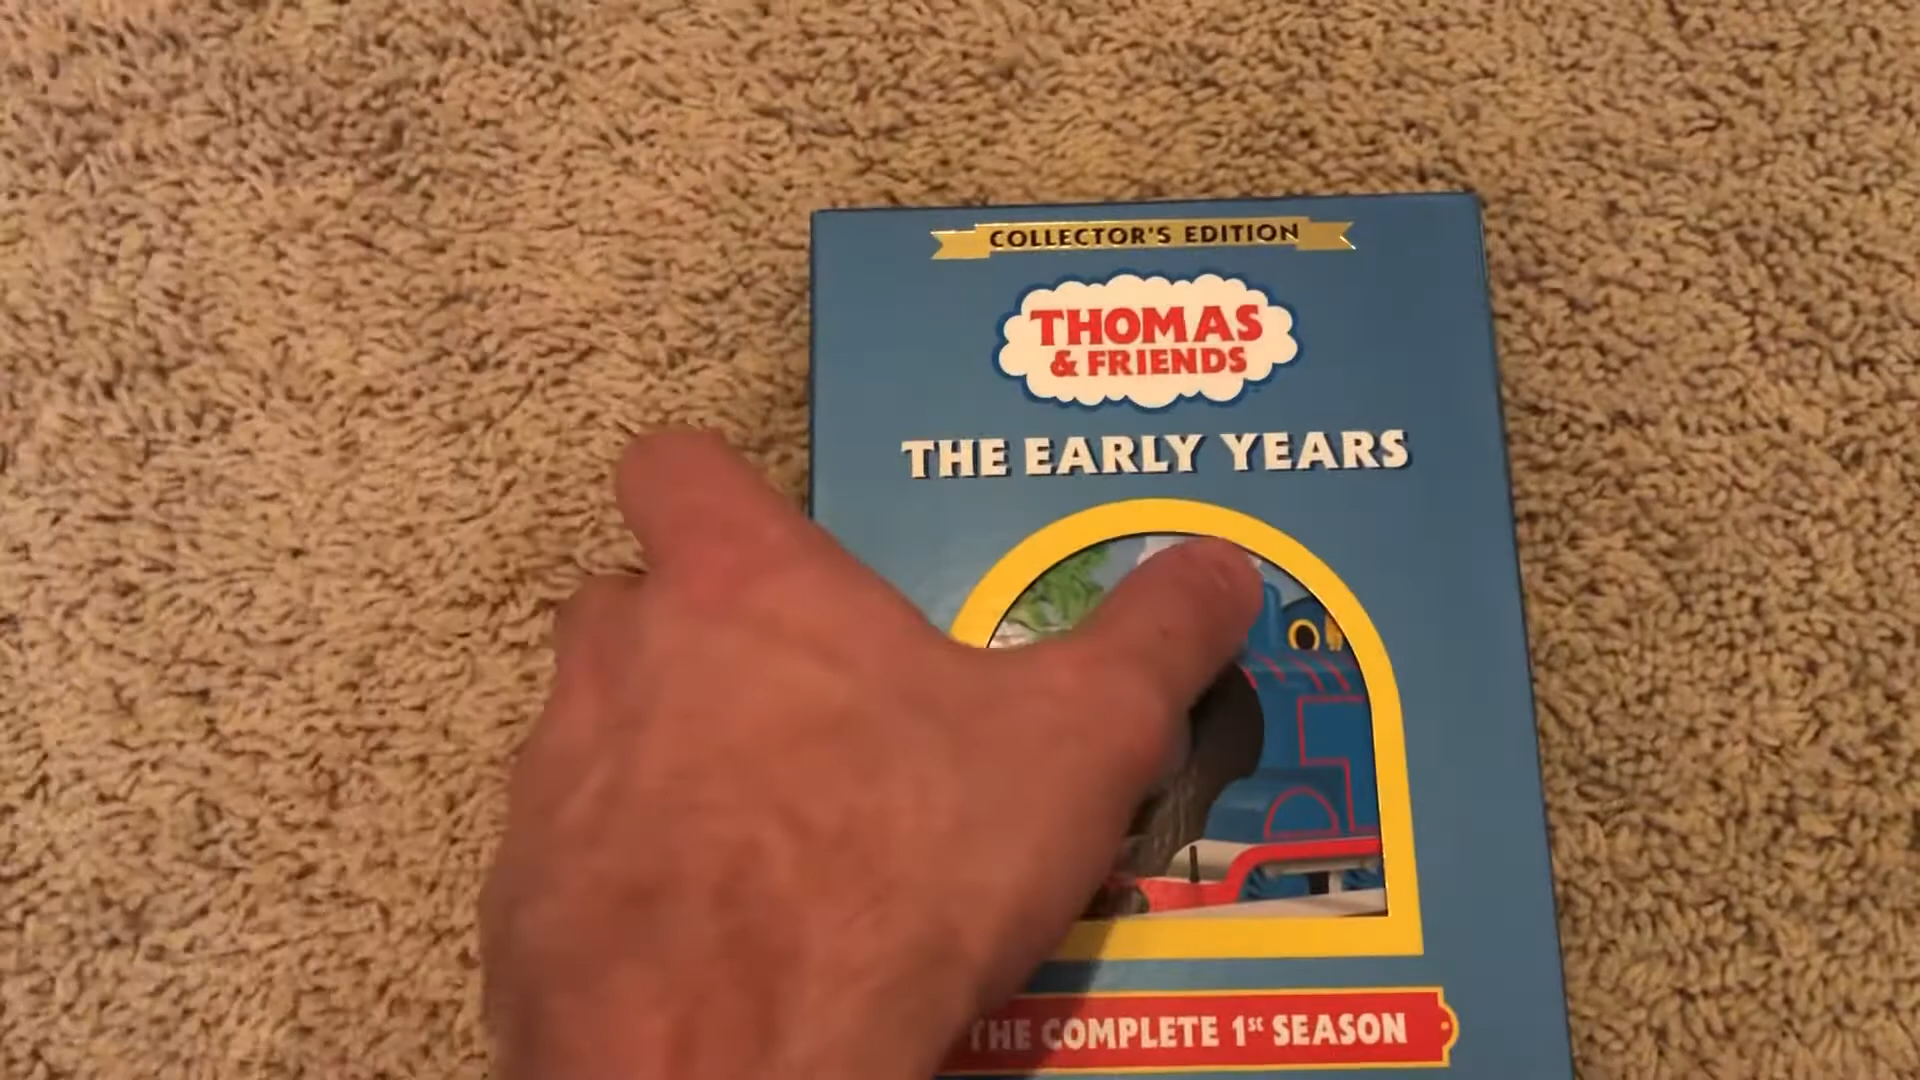 COLLECTOR'S EDITION
THOMAS
& FRIENDS
THE EARLY YEARS
THE COMPLETE 1st SEASON